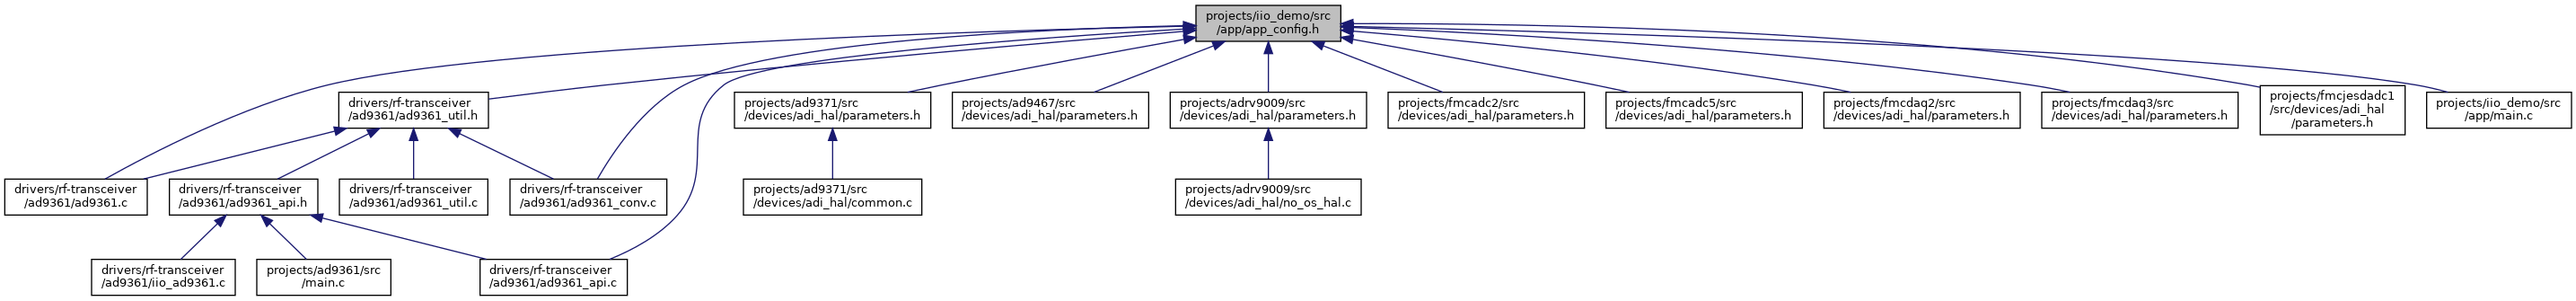 projects/iio_demo/src
/app/app_config.h
drivers/rf-transceiver
/ad9361/ad9361_util.h
projects/ad9371/src
/devices/adi_hal/parameters.h
projects/ad9467/src
/devices/adi_hal/parameters.h
projects/adrv9009/src
/devices/adi_hal/parameters.h
projects/fmcadc2/src
/devices/adi_hal/parameters.h
projects/fmcadc5/src
/devices/adi_hal/parameters.h
projects/fmcdaq2/src
/devices/adi_hal/parameters.h
projects/fmcdaq3/src
/devices/adi_hal/parameters.h
projects/fmcjesdadc1
/src/devices/adi_hal
/parameters.h
projects/iio_demo/src
/app/main.c
drivers/rf-transceiver
/ad9361/ad9361.c
drivers/rf-transceiver
/ad9361/ad9361_api.h
drivers/rf-transceiver
/ad9361/ad9361_util.c
drivers/rf-transceiver
/ad9361/ad9361_conv.c
projects/ad9371/src
/devices/adi_hal/common.c
projects/adrv9009/src
/devices/adi_hal/no_os_hal.c
drivers/rf-transceiver
/ad9361/iio_ad9361.c
projects/ad9361/src
/main.c
drivers/rf-transceiver
/ad9361/ad9361_api.c